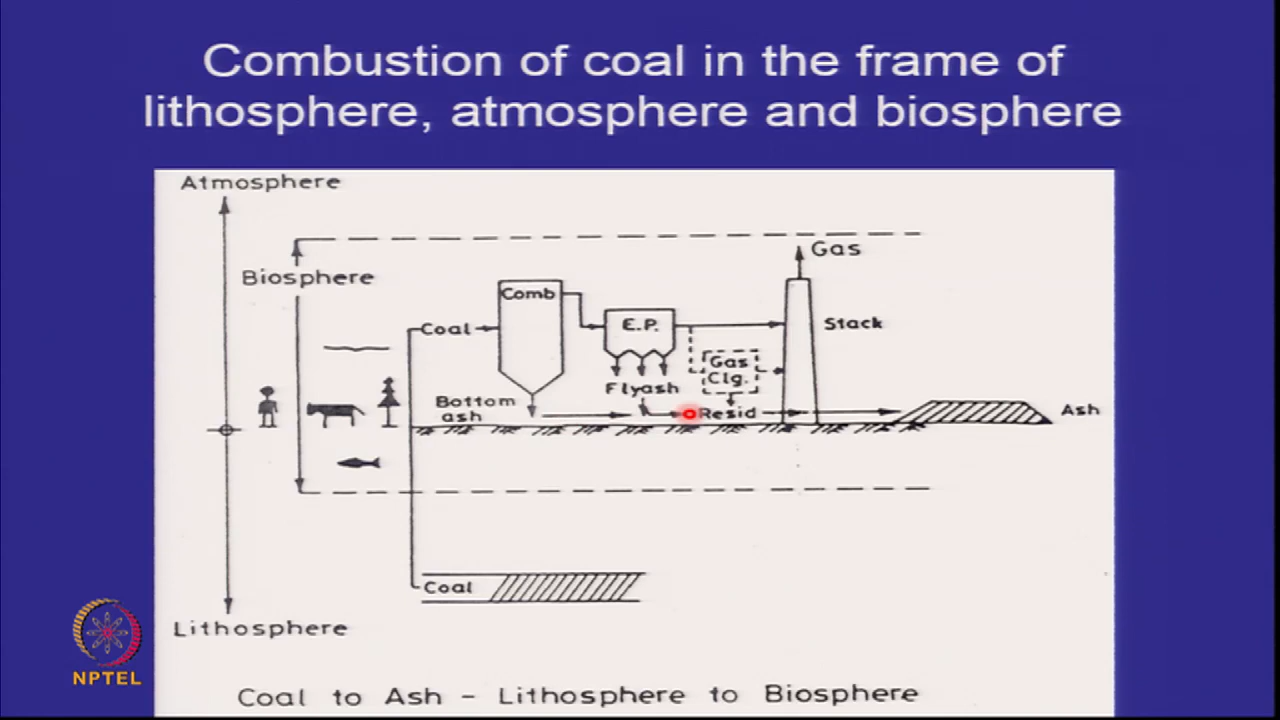 Combustion of coal in the frame of
lithosphere, atmosphere and biosphere
Atmosphere
Biosphere
Gas
Comb
Coal
E.P.
Stack
Gas
Clg.
Flyash
Bottom
ash
Resid
Ash
Coal
Lithosphere
NPTEL
Coal to Ash - Lithosphere to Biosphere